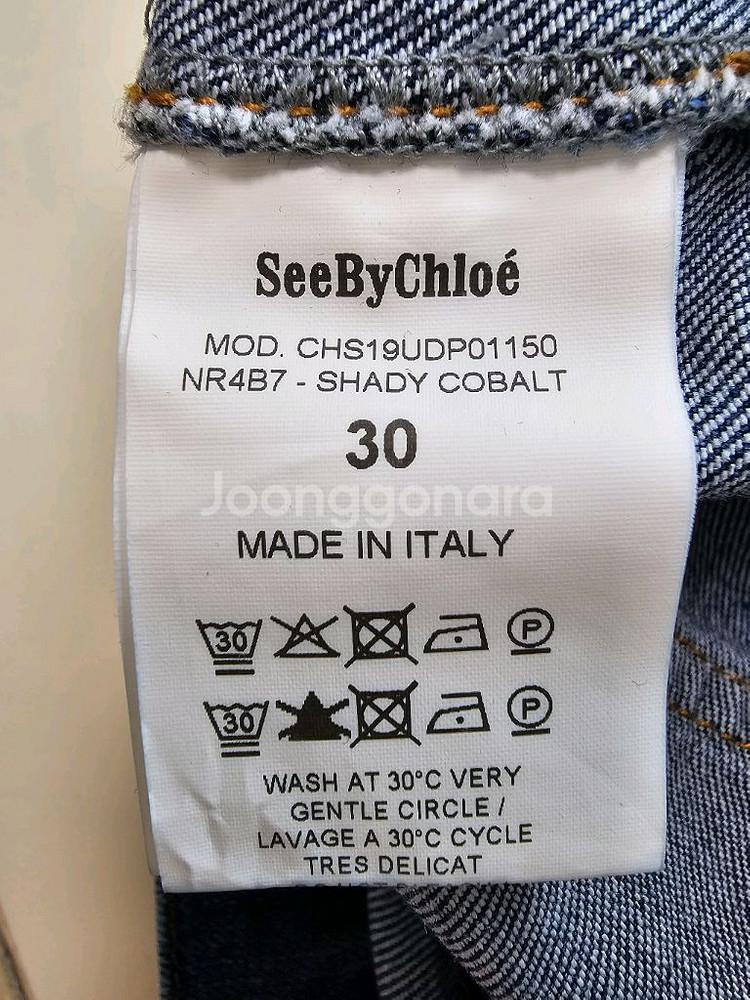 SeeByChloé
MOD. CHS19UDP01150
NR4B7 - SHADY COBALT
30
Joonggonara
MADE IN ITALY
30 P
30 P
WASH AT 30°C VERY
GENTLE CIRCLE /
LAVAGE A 30°C CYCLE
TRES DELICAT